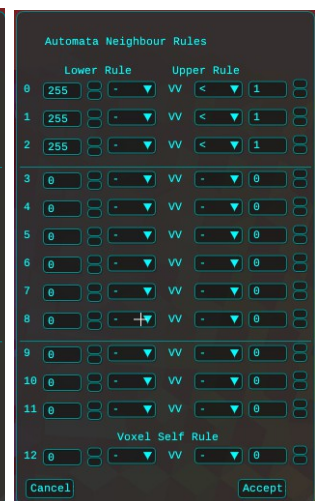 Automata Neighbour Rules
Lower Rule Upper Rule
0 255 - VV < 1
1 255 - VV < 1
2 255 - VV < 1
3 0 - VV - 0
4 0 - VV - 0
5 0 - VV - 0
6 0 - VV - 0
7 0 - VV - 0
8 0 - VV - 0
9 0 - VV - 0
10 0 - VV - 0
11 0 - VV - 0
Voxel Self Rule
12 0 - VV - 0
Cancel Accept